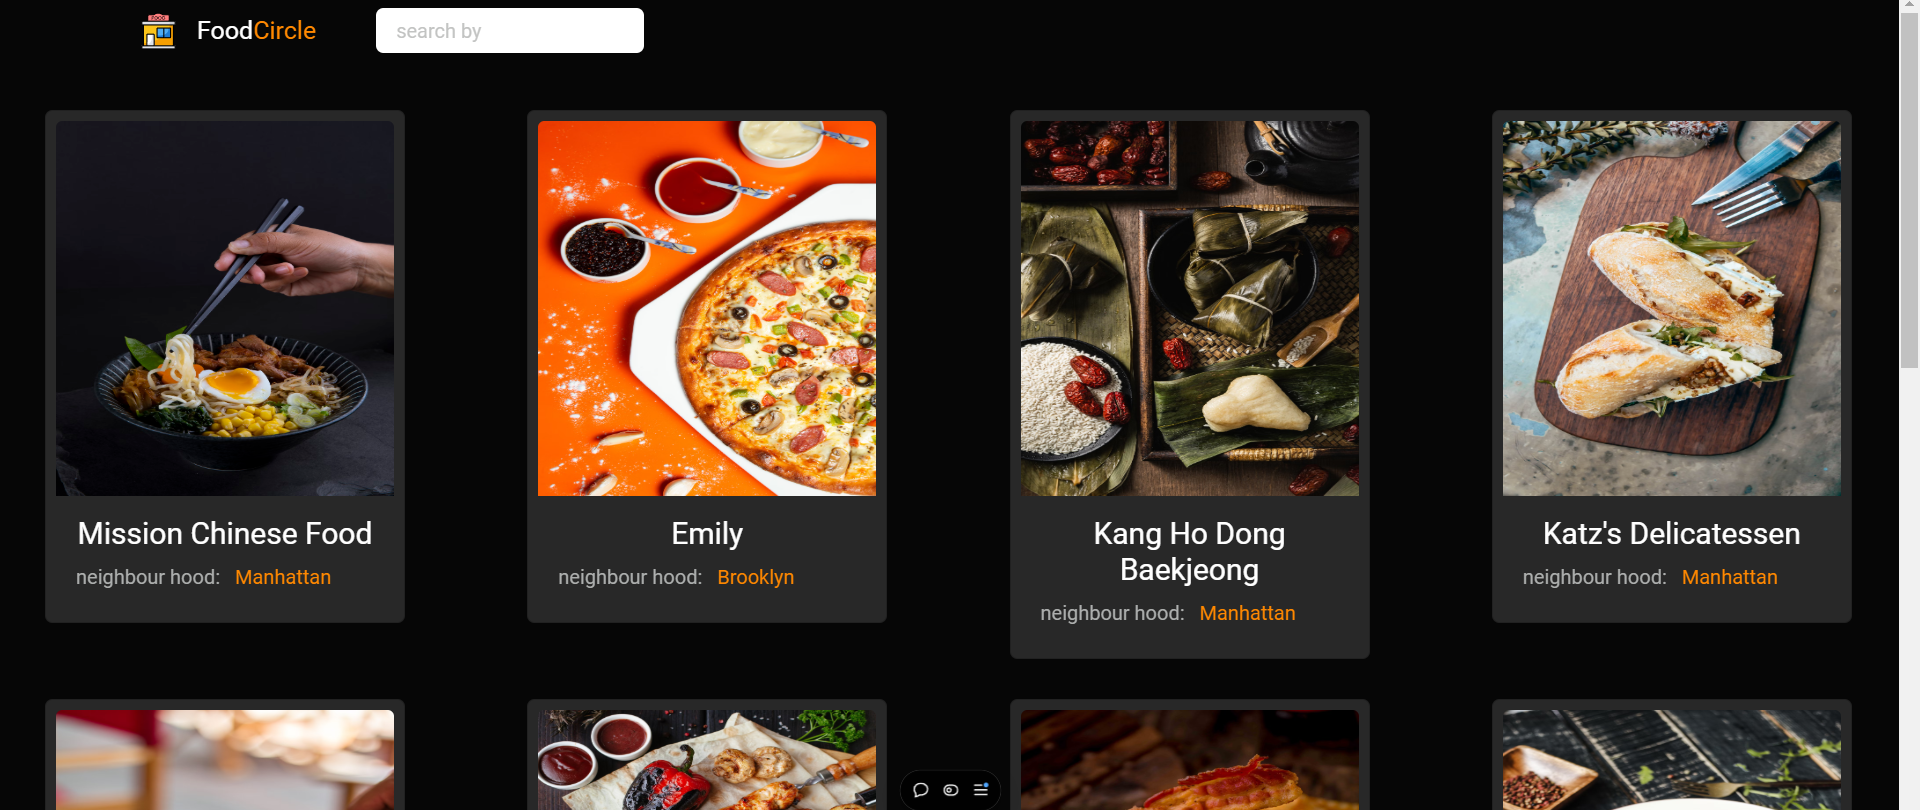 FoodCircle
search by
Mission Chinese Food
neighbour hood: Manhattan
Emily
neighbour hood: Brooklyn
Kang Ho Dong
Baekjeong
neighbour hood: Manhattan
Katz's Delicatessen
neighbour hood: Manhattan